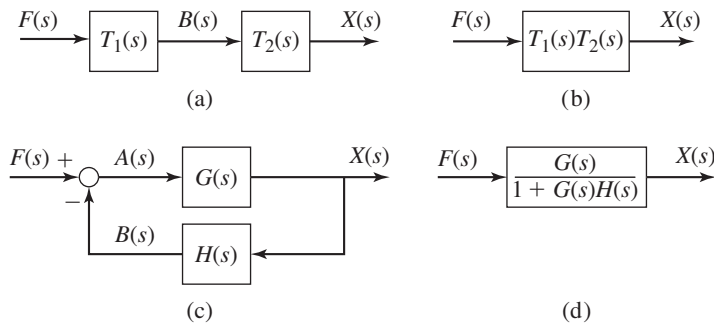 F(s) T₁(s) B(s) T₂(s) X(s)
(a)
F(s) T₁(s)T₂(s) X(s)
(b)
F(s) + A(s) G(s) X(s)
−
B(s) H(s)
(c)
F(s) G(s) X(s)
1 + G(s)H(s)
(d)